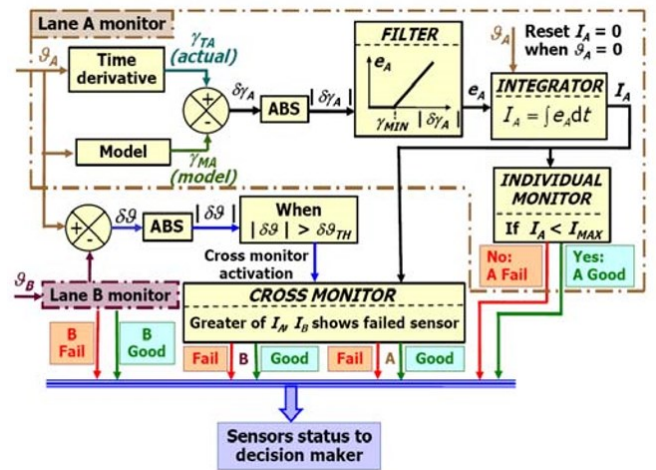 Lane A monitor
ϑA
Time
derivative
γTA
(actual)
Model
γMA
(model)
+
-
δγA
ABS
|δγA|
FILTER
eA
γMIN
|δγA|
eA
ϑA
Reset IA = 0
when ϑA = 0
INTEGRATOR
IA = ∫ eAdt
IA
INDIVIDUAL
MONITOR
If IA < IMAX
No:
A Fail
Yes:
A Good
+
-
δϑ
ABS
|δϑ|
When
|δϑ| > δϑTH
Cross monitor
activation
ϑB
Lane B monitor
B
Fail
B
Good
CROSS MONITOR
Greater of IA, IB shows failed sensor
Fail
B
Good
Fail
A
Good
Sensors status to
decision maker